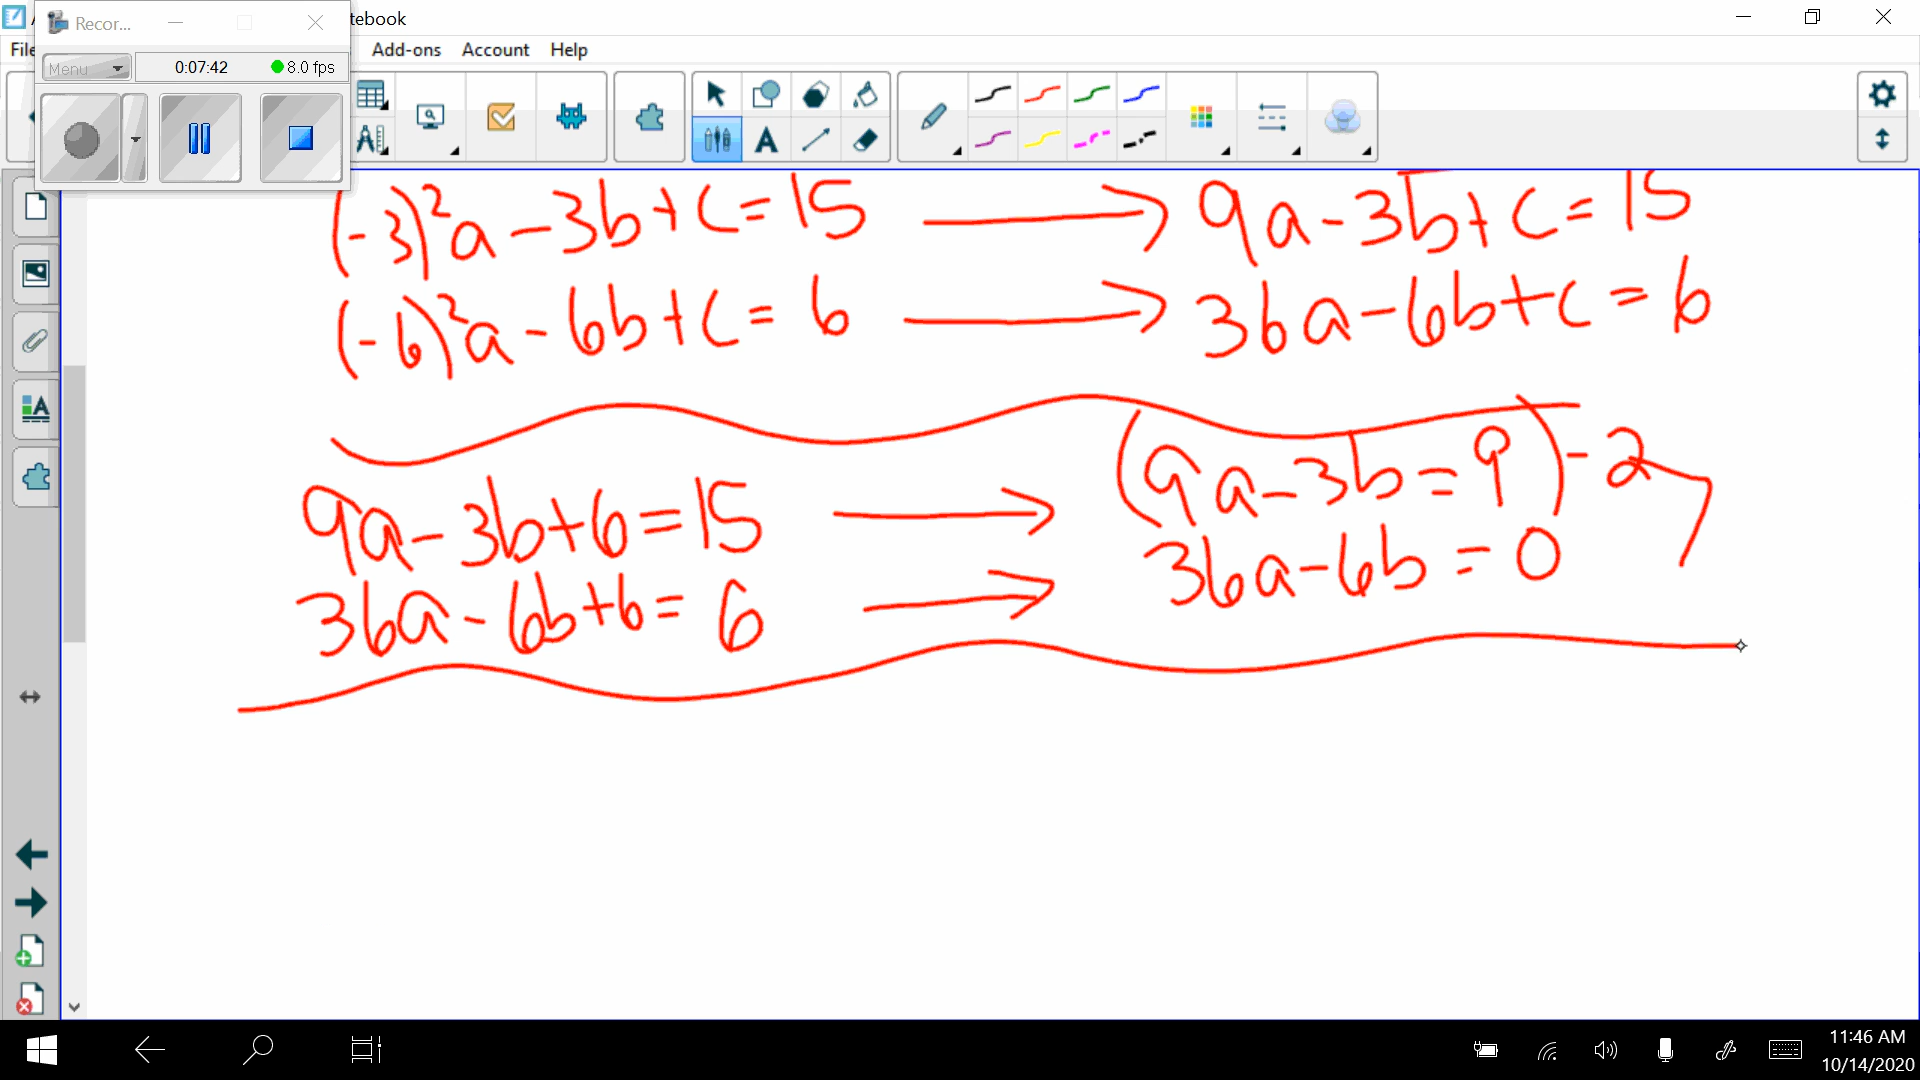 Recor...
tebook
File
Add-ons Account Help
Menu 0:07:42 8.0 fps
(-3)²a - 3b + c = 15 → 9a - 3b + c = 15
(-6)²a - 6b + c = 6 → 36a - 6b + c = 6
9a - 3b + 6 = 15 → (9a - 3b = 9) - 2
36a - 6b + 6 = 6 → 36a - 6b = 0
11:46 AM
10/14/2020